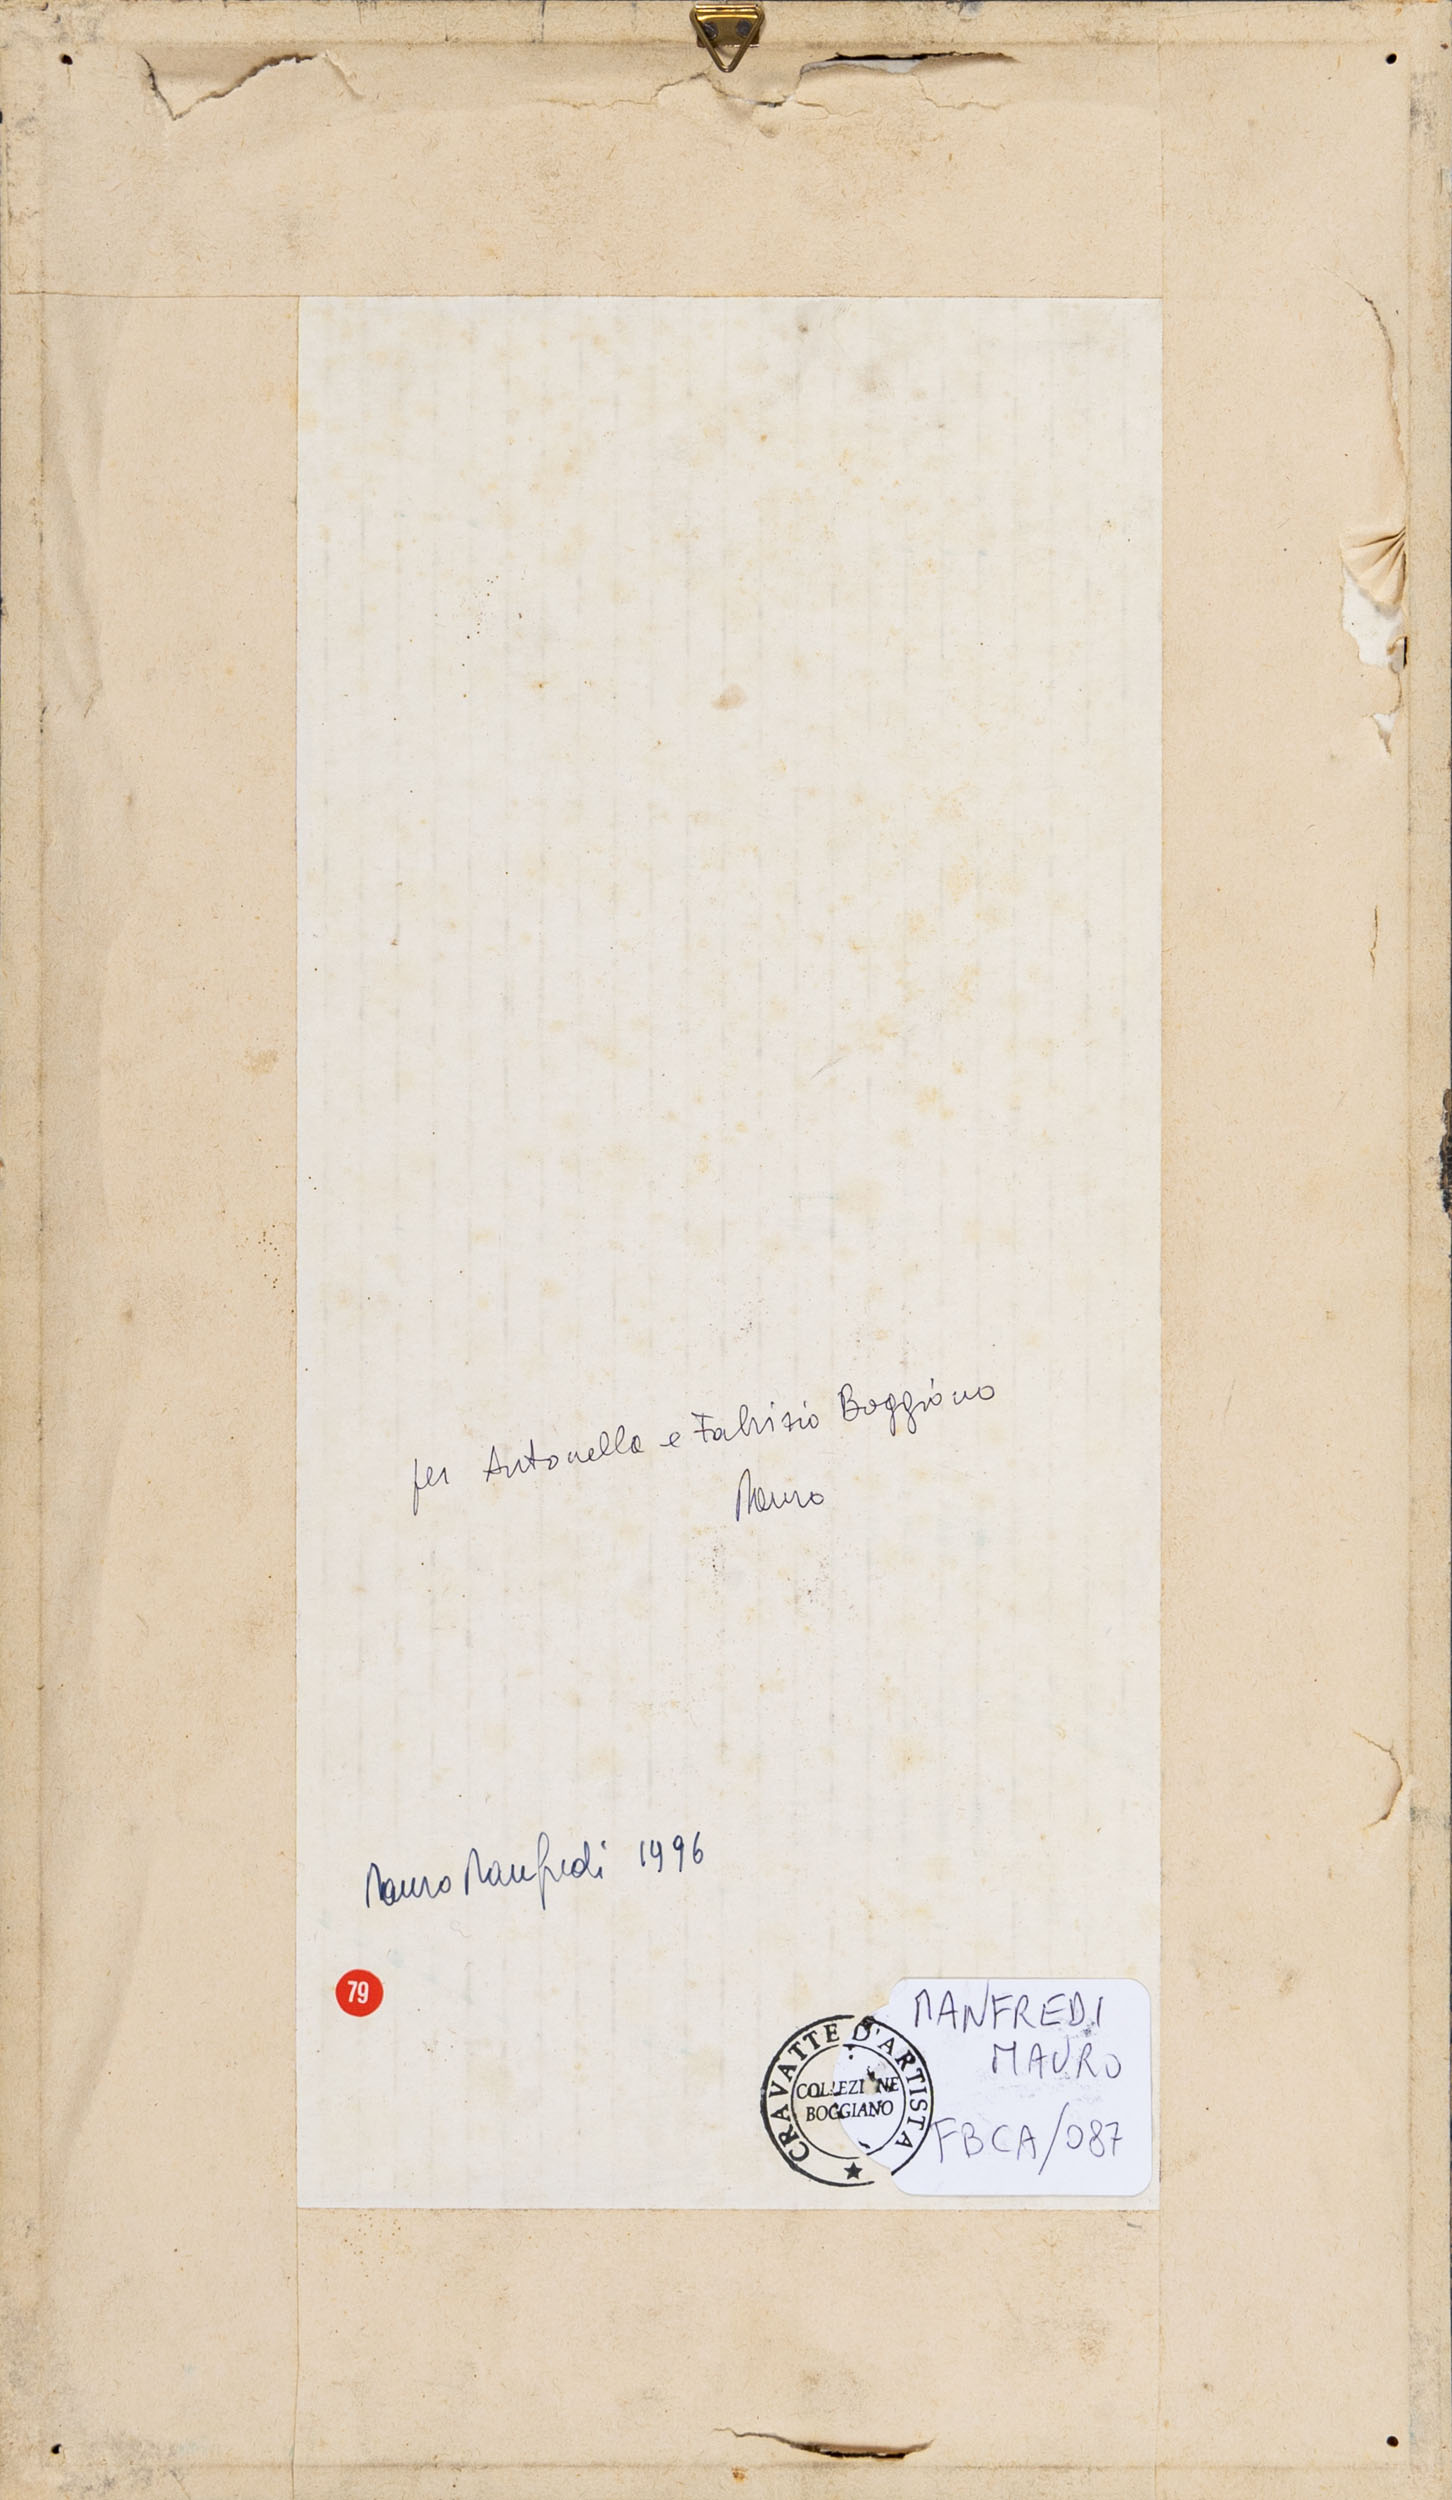 per Antonella e Fabrizio Boggiano
Mauro
Mauro Manfredi 1996
79
MANFREDI
MAURO
FBCA/087
CRAVATTE D'ARTISTA
COLLEZIONE
BOGGIANO